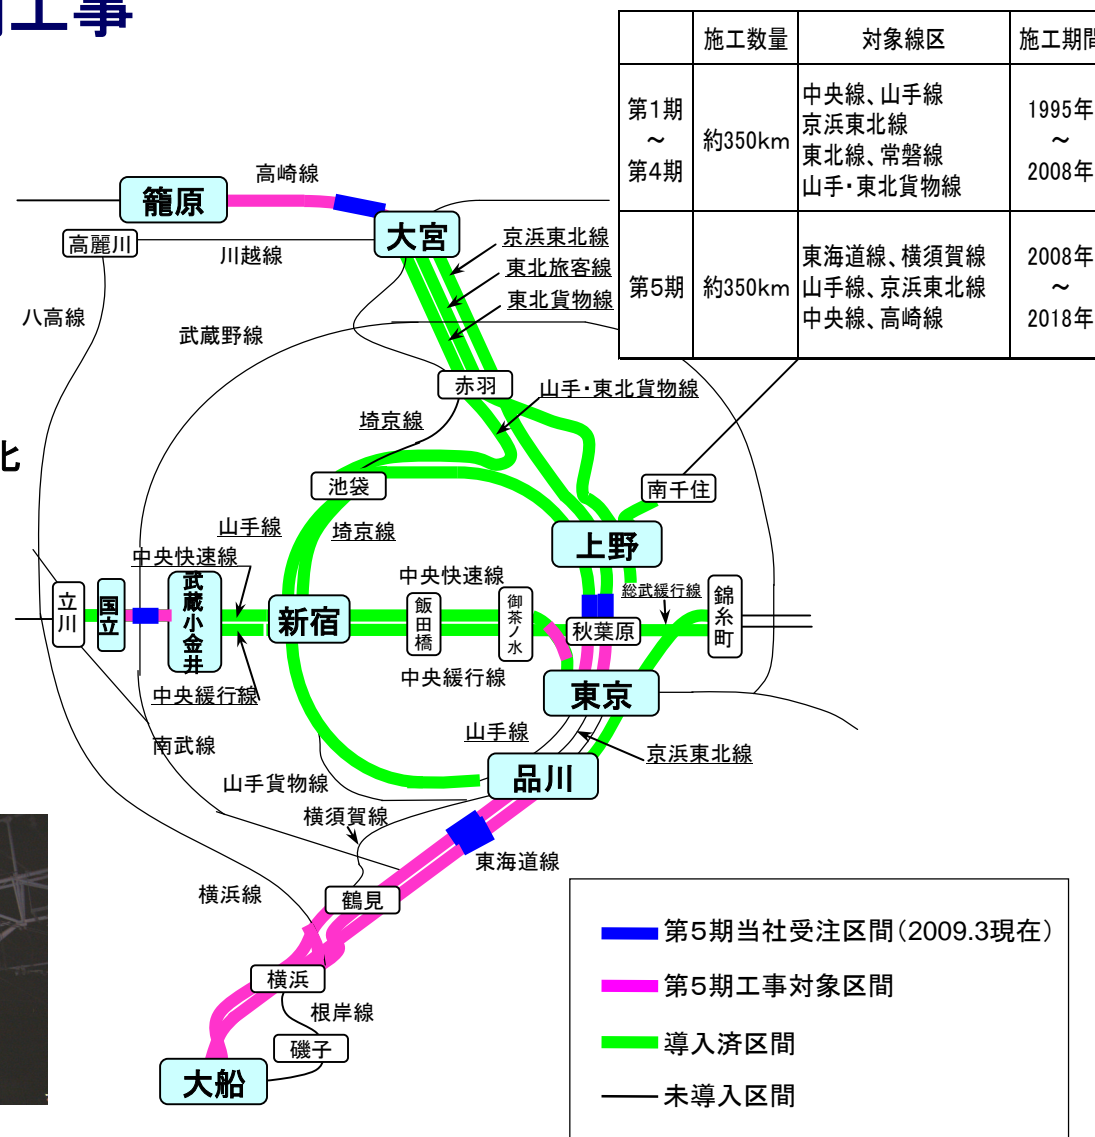 工事
施工数量
対象線区
施工期間
第1期
～
第4期
約350km
中央線、山手線
京浜東北線
東北線、常磐線
山手・東北貨物線
1995年
～
2008年
第5期
約350km
東海道線、横須賀線
山手線、京浜東北線
中央線、高崎線
2008年
～
2018年
高崎線
籠原
高麗川
川越線
大宮
京浜東北線
東北旅客線
東北貨物線
八高線
武蔵野線
赤羽
山手・東北貨物線
埼京線
北
池袋
南千住
山手線
埼京線
上野
中央快速線
中央快速線
総武緩行線
立川
国立
武蔵小金井
新宿
飯田橋
御茶ノ水
秋葉原
錦糸町
中央緩行線
中央緩行線
東京
南武線
山手線
京浜東北線
山手貨物線
品川
横須賀線
東海道線
横浜線
鶴見
横浜
根岸線
磯子
大船
第5期当社受注区間(2009.3現在)
第5期工事対象区間
導入済区間
未導入区間